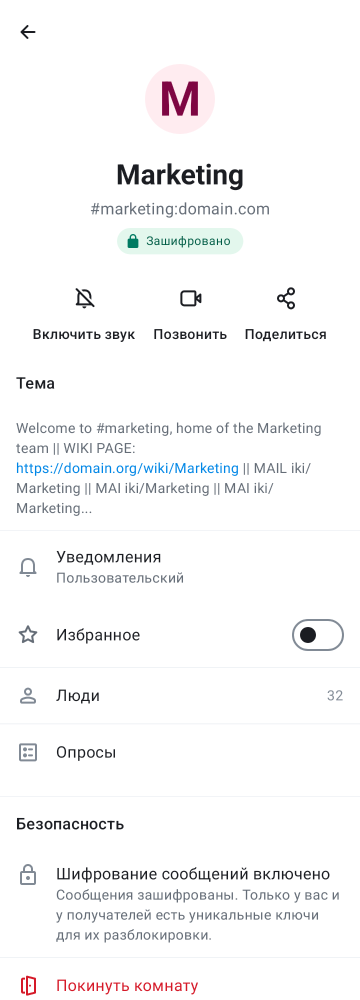 M
Marketing
#marketing:domain.com
Зашифровано
Включить звук
Позвонить
Поделиться
Тема
Welcome to #marketing, home of the Marketing
team || WIKI PAGE:
https://domain.org/wiki/Marketing || MAIL iki/
Marketing || MAI iki/Marketing || MAI iki/
Marketing...
Уведомления
Пользовательский
Избранное
Люди 32
Опросы
Безопасность
Шифрование сообщений включено
Сообщения зашифрованы. Только у вас и
у получателей есть уникальные ключи
для их разблокировки.
Покинуть комнату